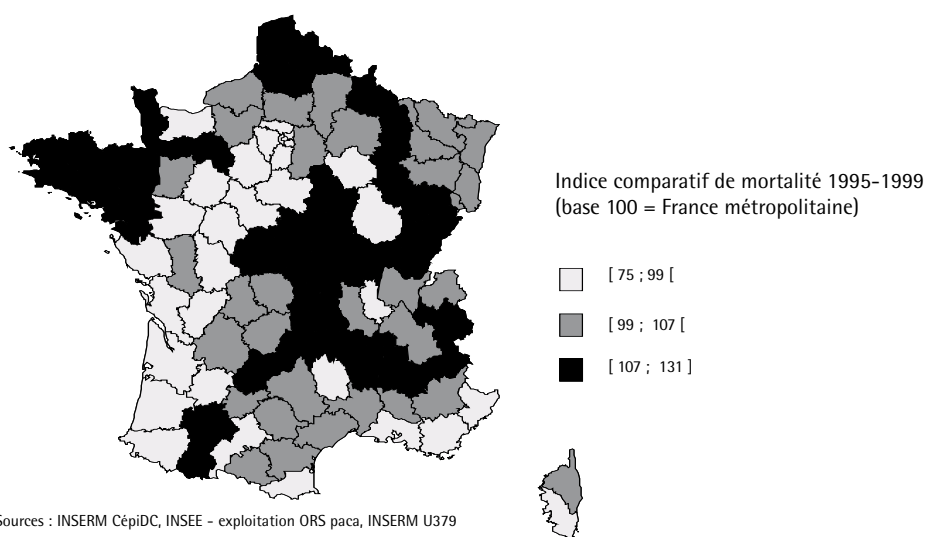 Indice comparatif de mortalité 1995-1999
(base 100 = France métropolitaine)
[ 75 ; 99 [
[ 99 ; 107 [
[ 107 ; 131 ]
Sources : INSERM CépiDC, INSEE - exploitation ORS paca, INSERM U379